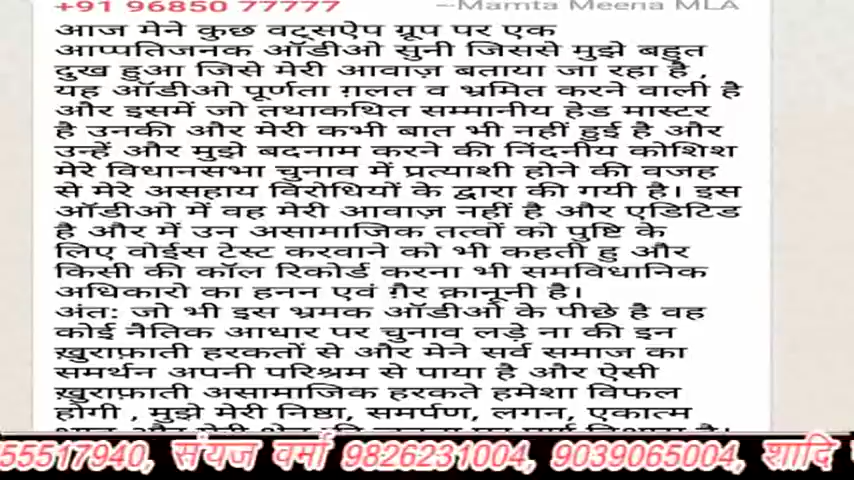 +91 96850 77777 ~Mamta Meena MLA
आज मेने कुछ वट्सऐप ग्रूप पर एक
आप्पतिजनक ऑडीओ सुनी जिससे मुझे बहुत
दुख हुआ जिसे मेरी आवाज़ बताया जा रहा है ,
यह ऑडीओ पूर्णता ग़लत व भ्रमित करने वाली है
और इसमें जो तथाकथित सम्मानीय हेड मास्टर
है उनकी और मेरी कभी बात भी नहीं हुई है और
उन्हें और मुझे बदनाम करने की निंदनीय कोशिश
मेरे विधानसभा चुनाव में प्रत्याशी होने की वजह
से मेरे असहाय विरोधियों के द्वारा की गयी है। इस
ऑडीओ में वह मेरी आवाज़ नहीं है और एडिटिड
है और में उन असामाजिक तत्वों को पुष्टि के
लिए वोईस टेस्ट करवाने को भी कहती हु और
किसी की कॉल रिकोर्ड करना भी समविधानिक
अधिकारो का हनन एवं ग़ैर क़ानूनी है।
अंत: जो भी इस भ्रमक ऑडीओ के पीछे है वह
कोई नैतिक आधार पर चुनाव लड़े ना की इन
ख़ुराफ़ाती हरकतों से और मेने सर्व समाज का
समर्थन अपनी परिश्रम से पाया है और ऐसी
ख़ुराफ़ाती असामाजिक हरकते हमेशा विफल
होगी , मुझे मेरी निष्ठा, समर्पण, लगन, एकात्म
55517940, संयज वर्मा 9826231004, 9039065004, शादि